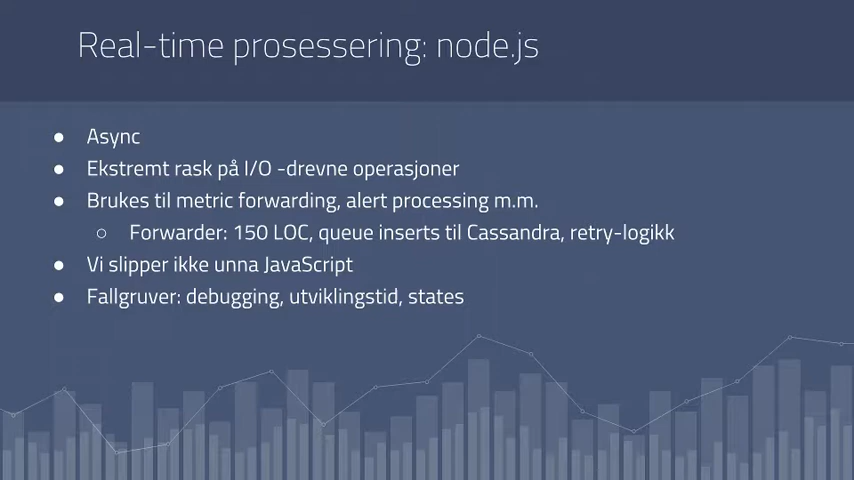 Real-time prosessering: node.js
● Async
● Ekstremt rask på I/O -drevne operasjoner
● Brukes til metric forwarding, alert processing m.m.
○ Forwarder: 150 LOC, queue inserts til Cassandra, retry-logikk
● Vi slipper ikke unna JavaScript
● Fallgruver: debugging, utviklingstid, states